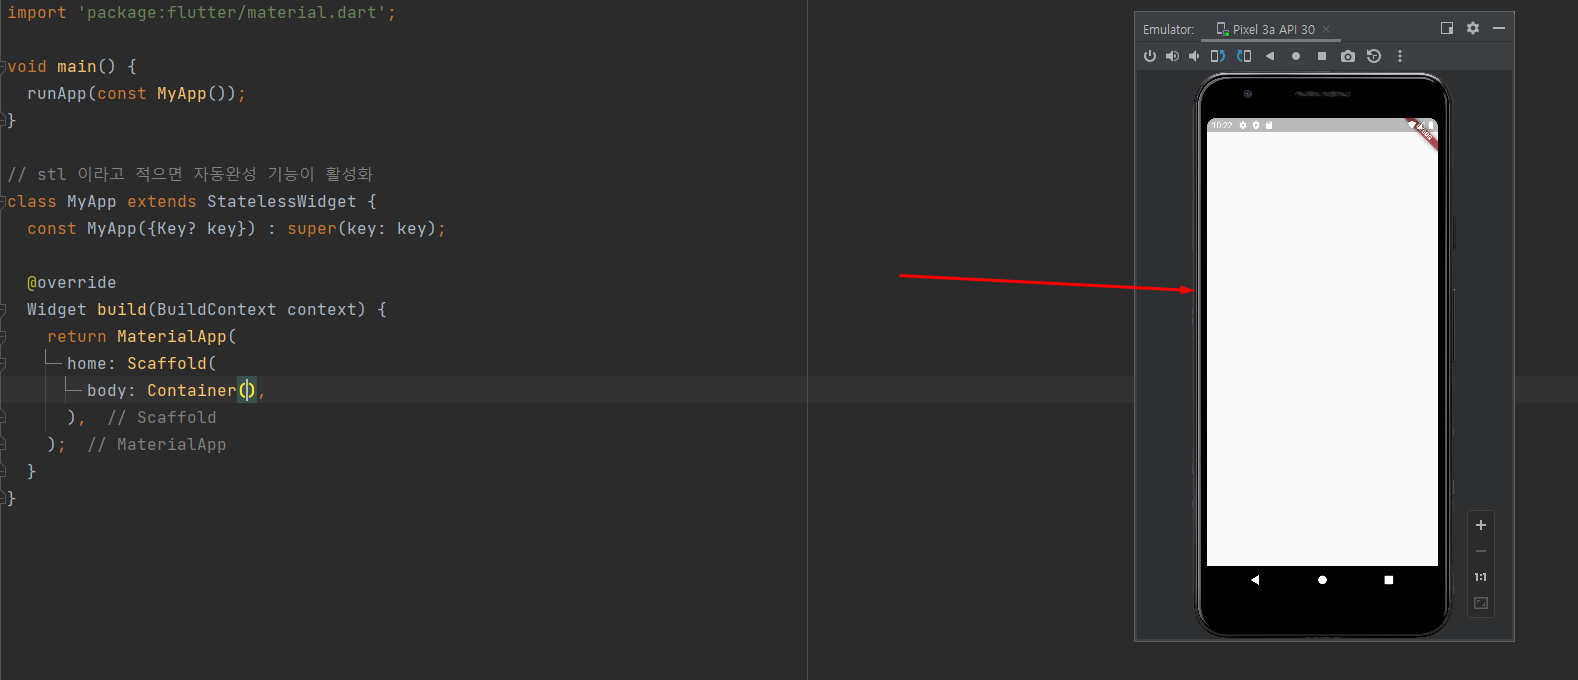 import 'package:flutter/material.dart';
void main() {
runApp(const MyApp());
}
// stl 이라고 적으면 자동완성 기능이 활성화
class MyApp extends StatelessWidget {
const MyApp({Key? key}) : super(key: key);
@override
Widget build(BuildContext context) {
return MaterialApp(
home: Scaffold(
body: Container(),
), // Scaffold
); // MaterialApp
}
}
Emulator: Pixel 3a API 30
10:22
1:1